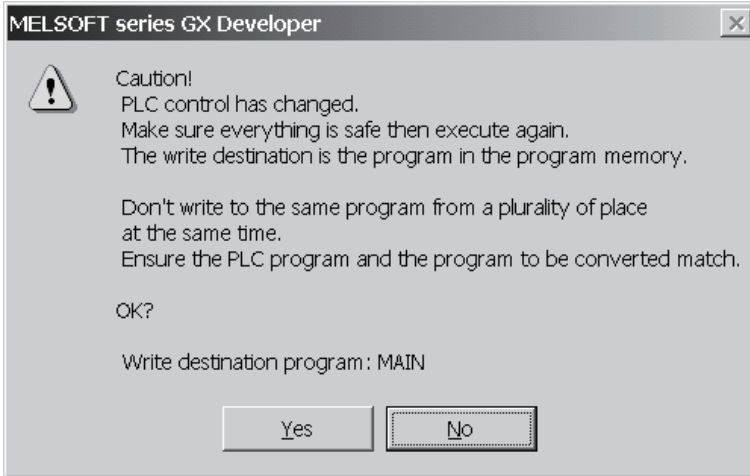 MELSOFT series GX Developer
Caution!
PLC control has changed.
Make sure everything is safe then execute again.
The write destination is the program in the program memory.
Don't write to the same program from a plurality of place
at the same time.
Ensure the PLC program and the program to be converted match.
OK?
Write destination program: MAIN
Yes
No